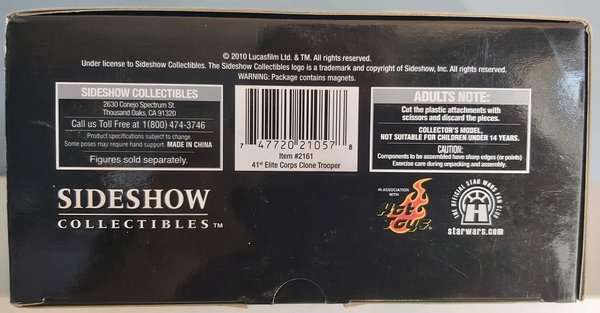 © 2010 Lucasfilm Ltd. & TM. All rights reserved.
Under license to Sideshow Collectibles. The Sideshow Collectibles logo is a trademark and copyright of Sideshow, Inc. All rights reserved.
WARNING: Package contains magnets.
SIDESHOW COLLECTIBLES
2630 Conejo Spectrum St.
Thousand Oaks, CA 91320
Call us Toll Free at 1(800) 474-3746
Product specifications subject to change.
Some poses may require hand support MADE IN CHINA
Figures sold separately.
7 47720 21057 8
Item #2161
41st Elite Corps Clone Trooper
ADULTS NOTE:
Cut the plastic attachments with
scissors and discard the pieces.
COLLECTOR'S MODEL,
NOT SUITABLE FOR CHILDREN UNDER 14 YEARS.
CAUTION:
Components to be assembled have sharp edges (or points)
Exercise care during unpacking and assembly.
SIDESHOW
COLLECTIBLES™
IN ASSOCIATION
WITH
Hot
Toys
THE OFFICIAL STAR WARS FAN CLUB
H
starwars.com